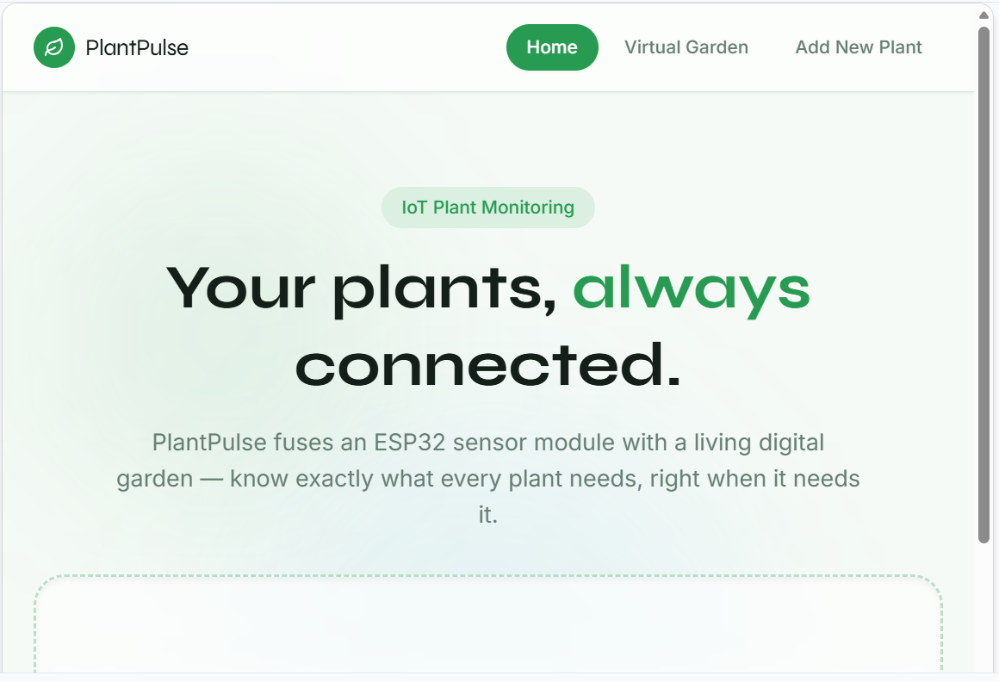 PlantPulse
Home
Virtual Garden
Add New Plant
IoT Plant Monitoring
Your plants, always
connected.
PlantPulse fuses an ESP32 sensor module with a living digital
garden — know exactly what every plant needs, right when it needs
it.